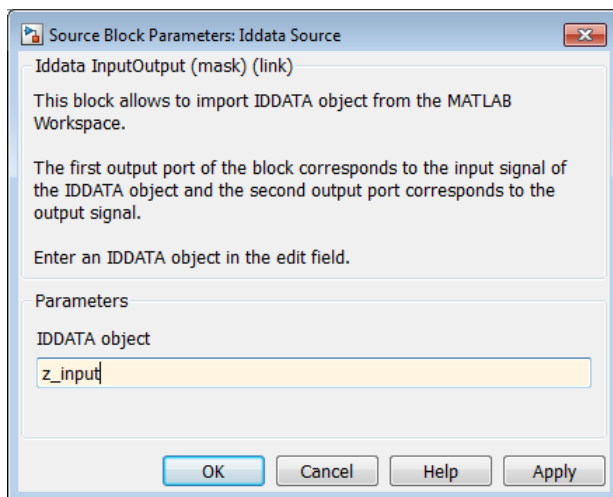 Source Block Parameters: Iddata Source
Iddata InputOutput (mask) (link)
This block allows to import IDDATA object from the MATLAB
Workspace.
The first output port of the block corresponds to the input signal of
the IDDATA object and the second output port corresponds to the
output signal.
Enter an IDDATA object in the edit field.
Parameters
IDDATA object
z_input
OK Cancel Help Apply